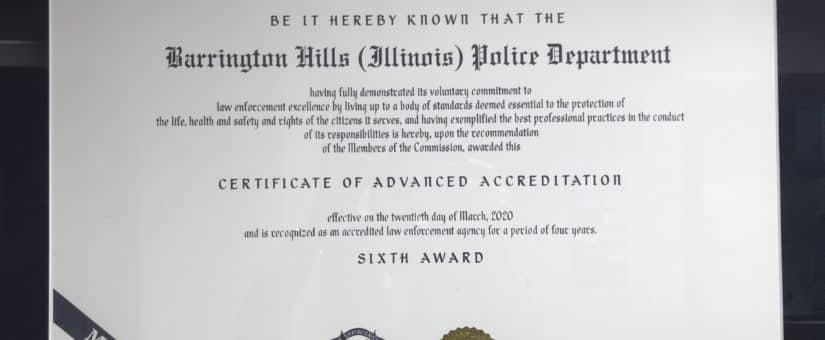 BE IT HEREBY KNOWN THAT THE
Barrington Hills (Illinois) Police Department
having fully demonstrated its voluntary commitment to
law enforcement excellence by living up to a body of standards deemed essential to the protection of
the life, health and safety and rights of the citizens it serves, and having exemplified the best professional practices in the conduct
of its responsibilities is hereby, upon the recommendation
of the Members of the Commission, awarded this
CERTIFICATE OF ADVANCED ACCREDITATION
effective on the twentieth day of March, 2020
and is recognized as an accredited law enforcement agency for a period of four years.
SIXTH AWARD